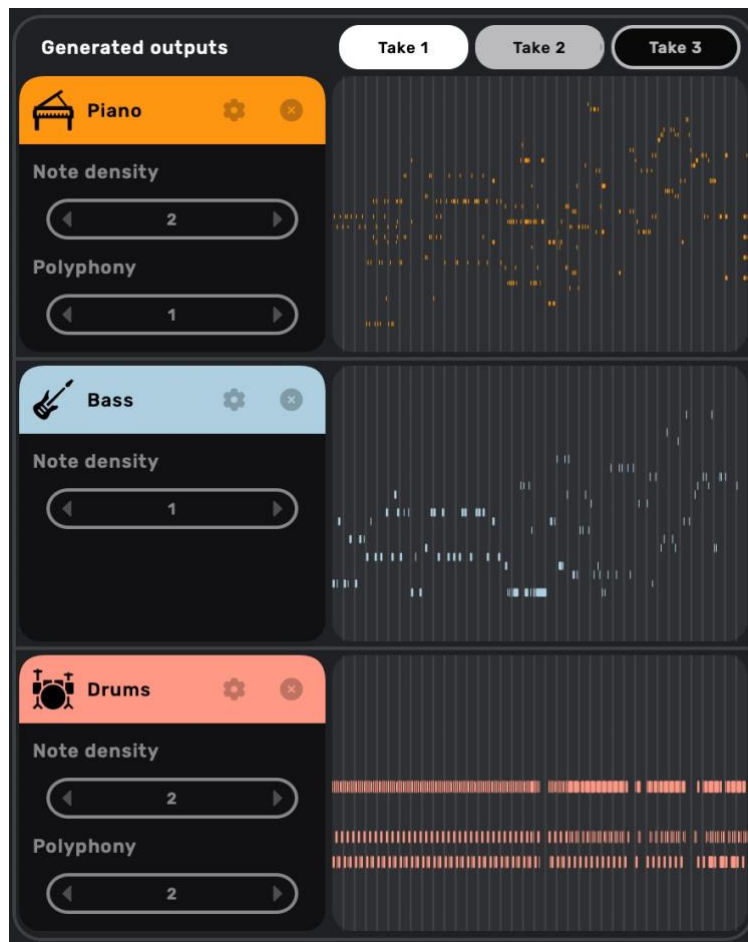 Generated outputs
Take 1
Take 2
Take 3
Piano
Note density
2
Polyphony
1
Bass
Note density
1
Drums
Note density
2
Polyphony
2